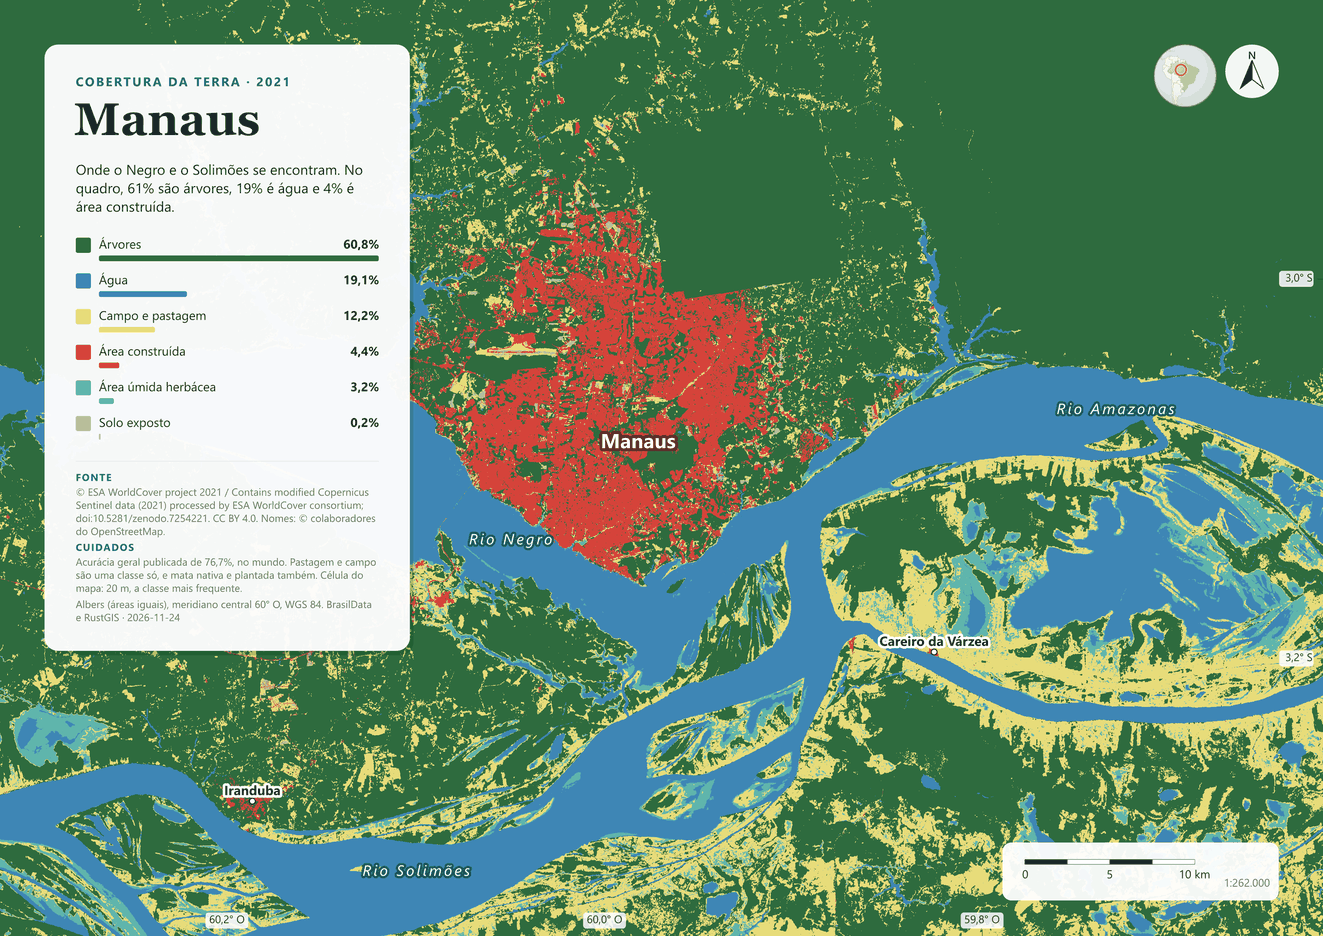 COBERTURA DA TERRA · 2021
Manaus
Onde o Negro e o Solimões se encontram. No
quadro, 61% são árvores, 19% é água e 4% é
área construída.
Árvores 60,8%
Água 19,1%
Campo e pastagem 12,2%
Área construída 4,4%
Área úmida herbácea 3,2%
Solo exposto 0,2%
FONTE
© ESA WorldCover project 2021 / Contains modified Copernicus
Sentinel data (2021) processed by ESA WorldCover consortium;
doi:10.5281/zenodo.7254221. CC BY 4.0. Nomes: © colaboradores
do OpenStreetMap.
CUIDADOS
Acurácia geral publicada de 76,7%, no mundo. Pastagem e campo
são uma classe só, e mata nativa e plantada também. Célula do
mapa: 20 m, a classe mais frequente.
Albers (áreas iguais), meridiano central 60° O, WGS 84. BrasilData
e RustGIS · 2026-11-24
N
3,0° S
Rio Amazonas
Manaus
Rio Negro
Careiro da Várzea
3,2° S
Iranduba
Rio Solimões
0 5 10 km
1:262.000
60,2° O
60,0° O
59,8° O